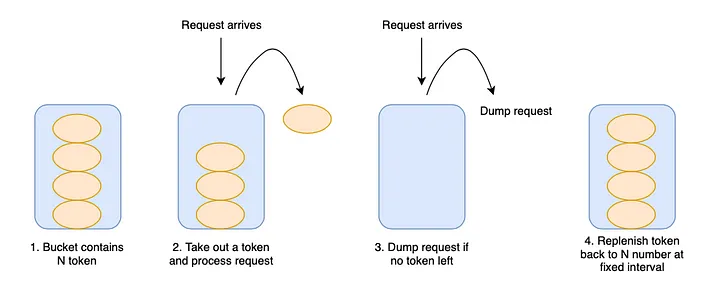 Request arrives
Request arrives
Dump request
1. Bucket contains
N token
2. Take out a token
and process request
3. Dump request if
no token left
4. Replenish token
back to N number at
fixed interval